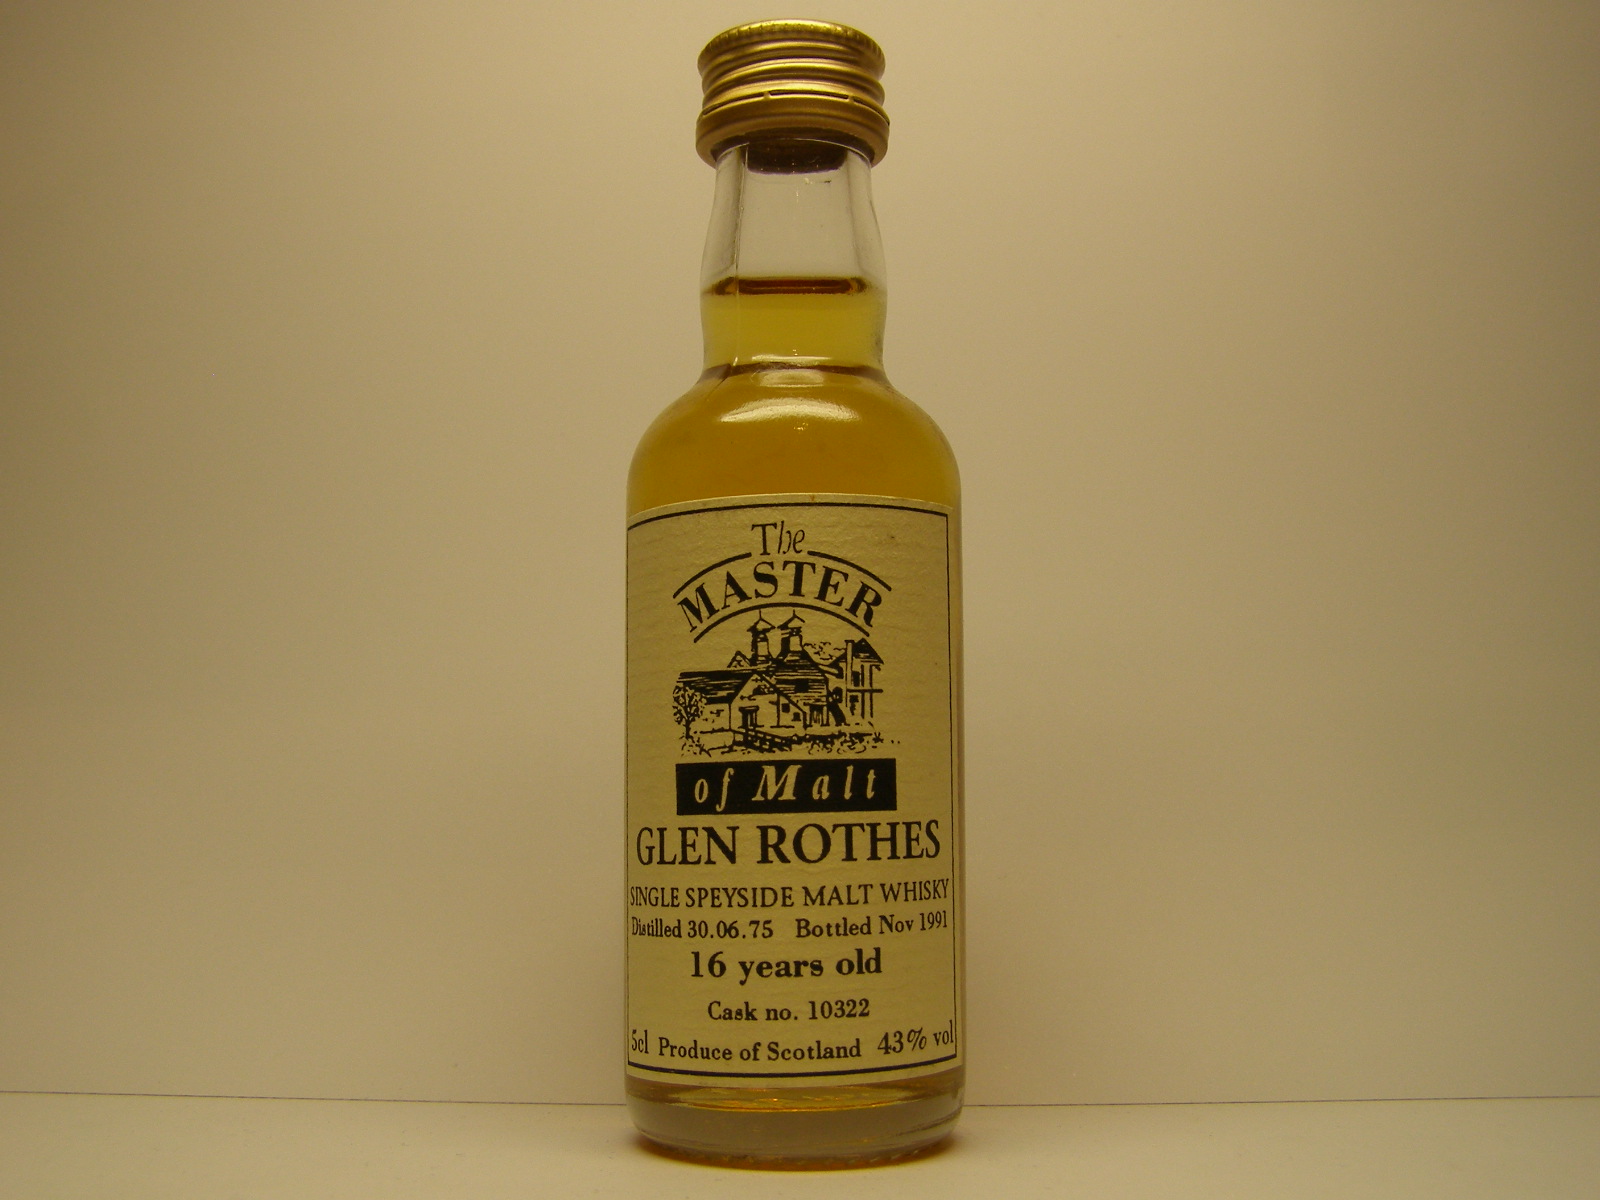 The
MASTER
of Malt
GLEN ROTHES
SINGLE SPEYSIDE MALT WHISKY
Distilled 30.06.75 Bottled Nov 1991
16 years old
Cask no. 10322
5cl Produce of Scotland 43% vol